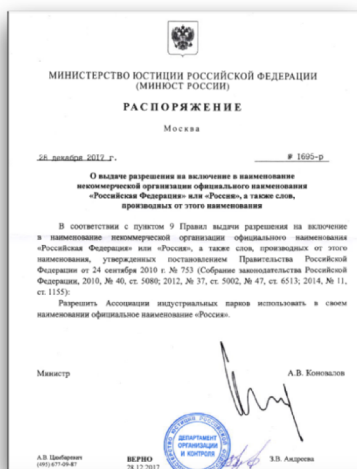 МИНИСТЕРСТВО ЮСТИЦИИ РОССИЙСКОЙ ФЕДЕРАЦИИ
(МИНЮСТ РОССИИ)
РАСПОРЯЖЕНИЕ
Москва
28 декабря 2017 г. № 1695-р
О выдаче разрешения на включение в наименование
некоммерческой организации официального наименования
«Российская Федерация» или «Россия», а также слов,
производных от этого наименования
В соответствии с пунктом 9 Правил выдачи разрешения на включение
в наименование некоммерческой организации официального наименования
«Российская Федерация» или «Россия», а также слов, производных от этого
наименования, утвержденных постановлением Правительства Российской
Федерации от 24 сентября 2010 г. № 753 (Собрание законодательства Российской
Федерации, 2010, № 40, ст. 5080; 2012, № 37, ст. 5002, № 47, ст. 6513; 2014, № 11,
ст. 1155):
Разрешить Ассоциации индустриальных парков использовать в своем
наименовании официальное наименование «Россия».
Министр А.В. Коновалов
ДЕПАРТАМЕНТ
ОРГАНИЗАЦИИ
И КОНТРОЛЯ
А.В. Цымбаревич
(495) 677-09-87
ВЕРНО З.В. Андреева
28.12.2017